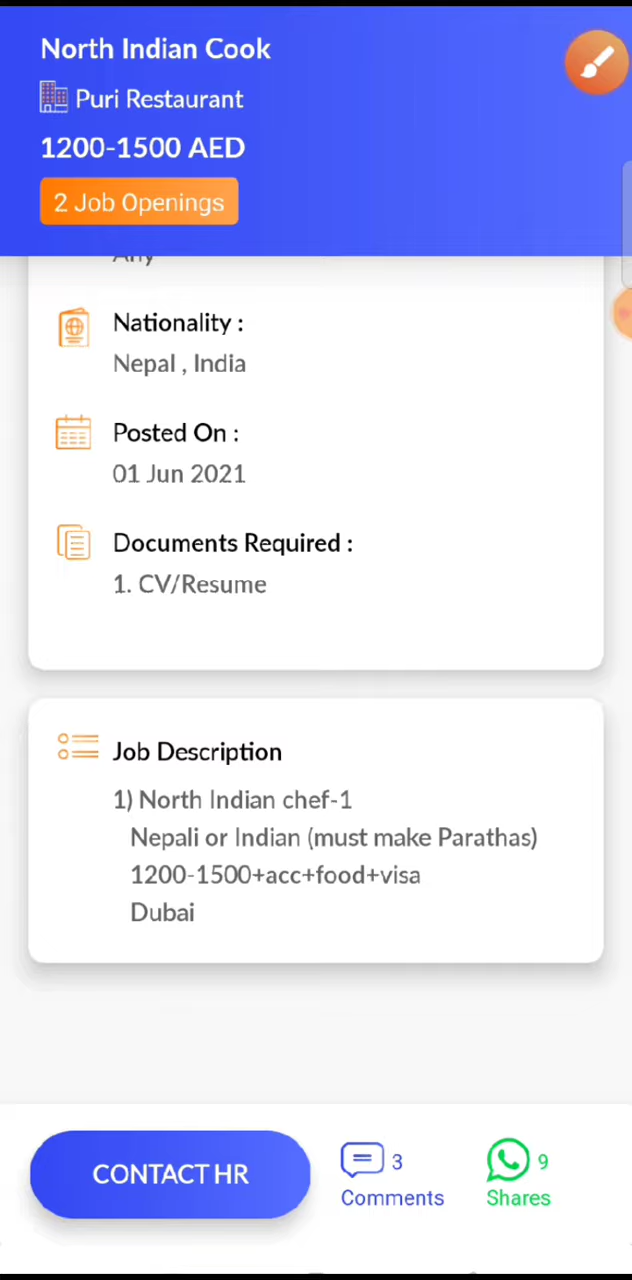 North Indian Cook
Puri Restaurant
1200-1500 AED
2 Job Openings
Any
Nationality :
Nepal , India
Posted On :
01 Jun 2021
Documents Required :
1. CV/Resume
Job Description
1) North Indian chef-1
Nepali or Indian (must make Parathas)
1200-1500+acc+food+visa
Dubai
CONTACT HR
3
Comments
9
Shares